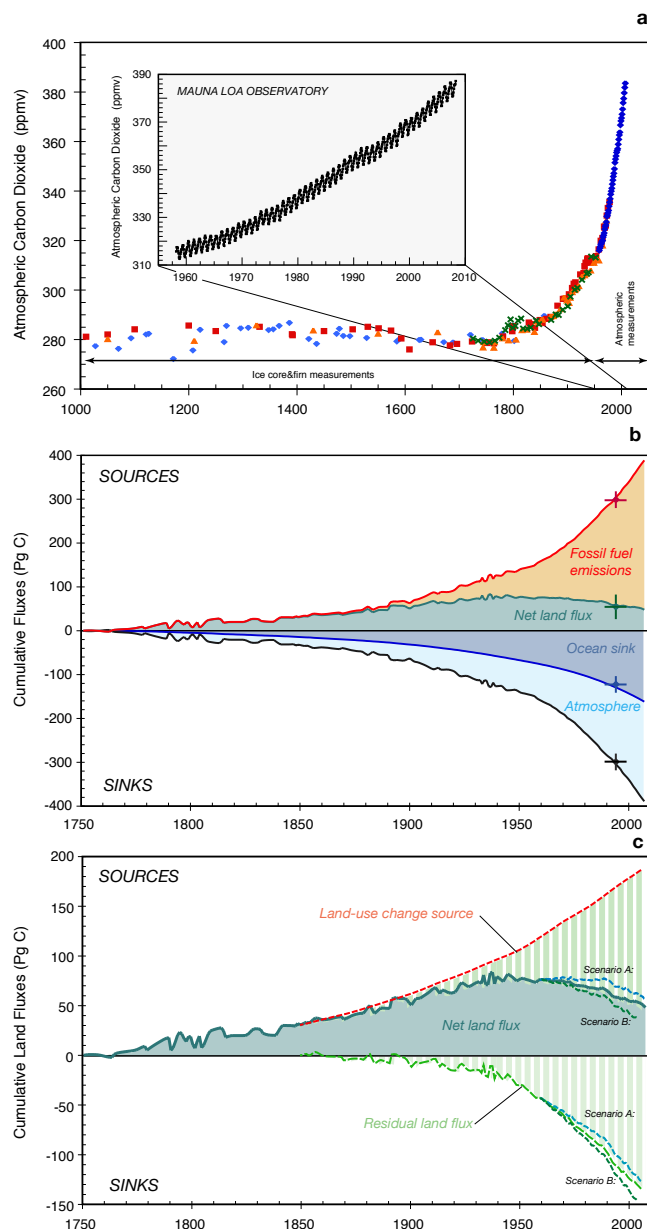 a
400
380
360
340
320
300
280
260
Atmospheric Carbon Dioxide (ppmv)
390
370
350
330
310
Atmospheric Carbon Dioxide (ppmv)
MAUNA LOA OBSERVATORY
1960 1970 1980 1990 2000 2010
Atmospheric
measurements
Ice core&firn measurements
1000 1200 1400 1600 1800 2000
b
400
300
200
100
0
-100
-200
-300
-400
Cumulative Fluxes (Pg C)
SOURCES
Fossil fuel
emissions
Net land flux
Ocean sink
Atmosphere
SINKS
1750 1800 1850 1900 1950 2000
c
200
150
100
50
0
-50
-100
-150
Cumulative Land Fluxes (Pg C)
SOURCES
Land-use change source
Scenario A:
Net land flux
Scenario B:
Residual land flux
Scenario A:
Scenario B:
SINKS
1750 1800 1850 1900 1950 2000